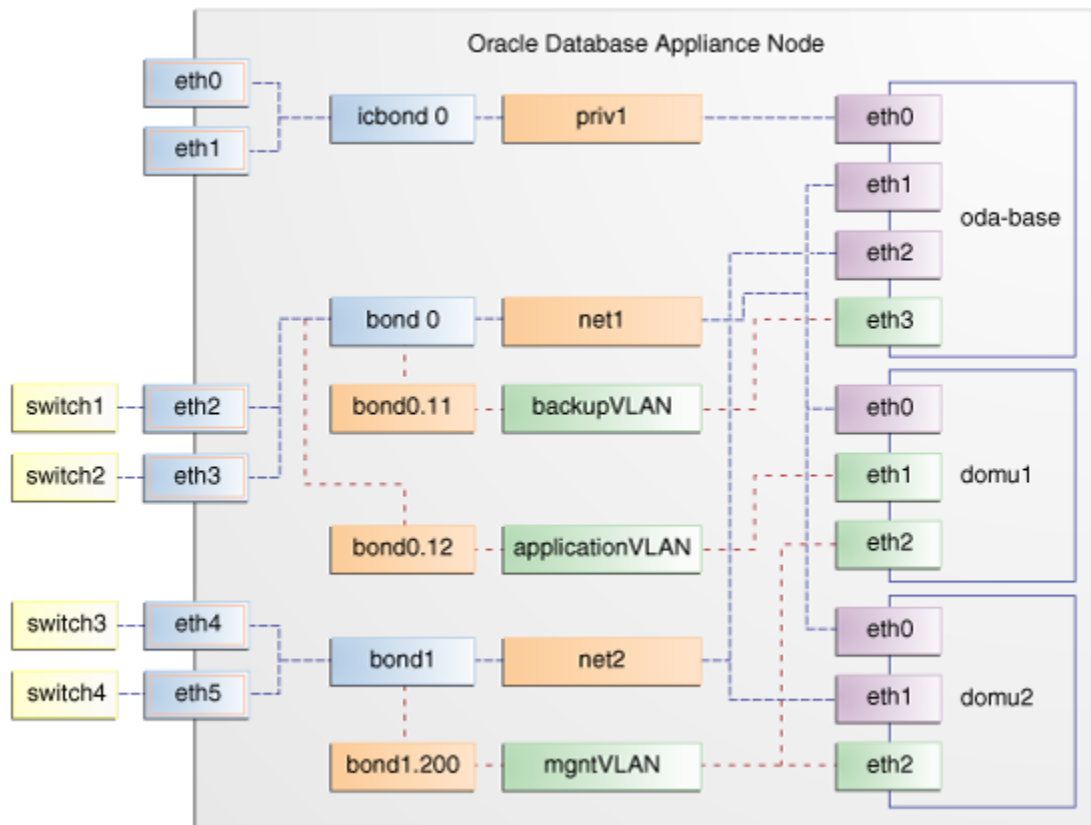 Oracle Database Appliance Node
eth0
eth1
icbond 0
priv1
eth0
eth1
eth2
eth3
oda-base
bond 0
net1
switch1
eth2
bond0.11
backupVLAN
switch2
eth3
eth0
eth1
eth2
domu1
bond0.12
applicationVLAN
switch3
eth4
switch4
eth5
bond1
net2
eth0
eth1
eth2
domu2
bond1.200
mgntVLAN